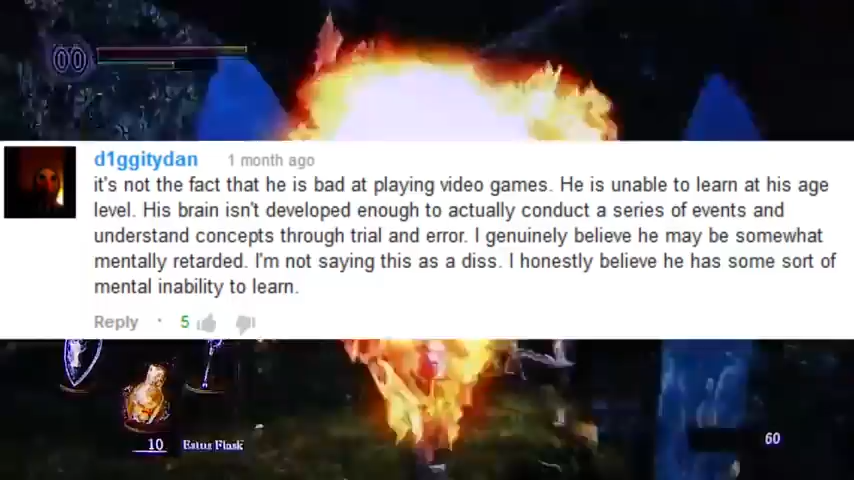 00
d1ggitydan 1 month ago
it's not the fact that he is bad at playing video games. He is unable to learn at his age
level. His brain isn't developed enough to actually conduct a series of events and
understand concepts through trial and error. I genuinely believe he may be somewhat
mentally retarded. I'm not saying this as a diss. I honestly believe he has some sort of
mental inability to learn.
Reply · 5
10 Estus Flask
60